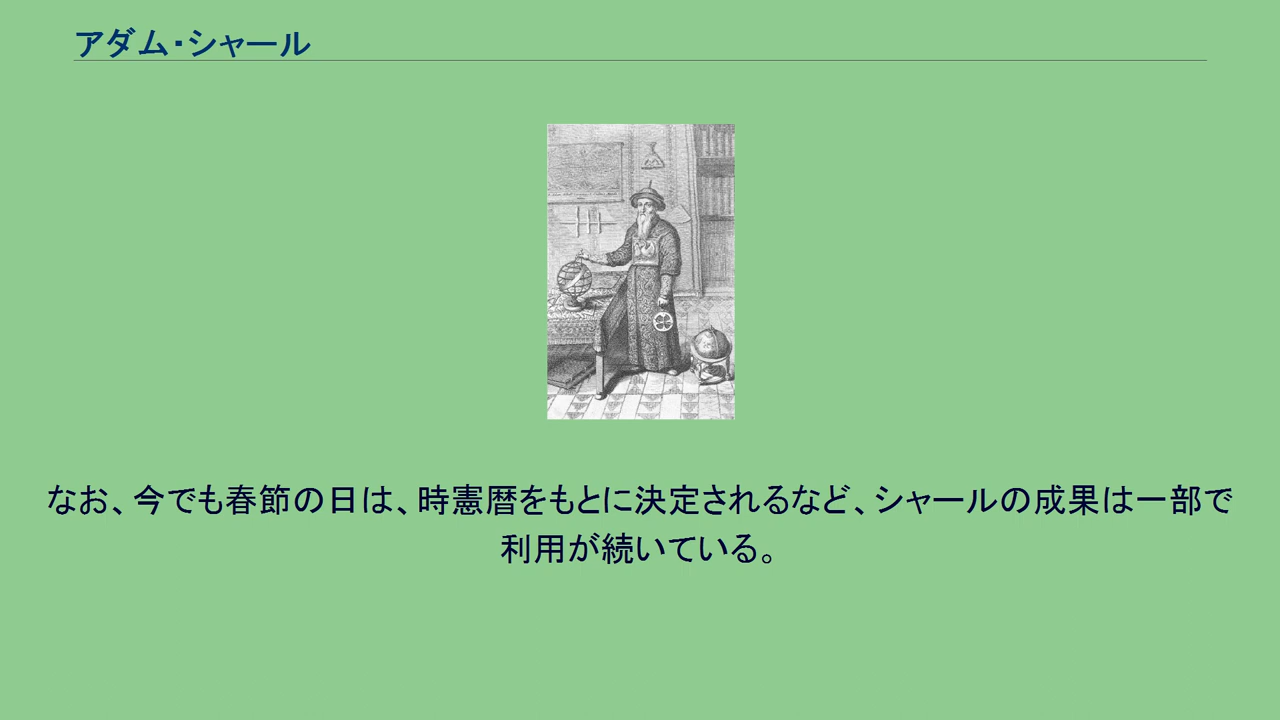 アダム・シャール
なお、今でも春節の日は、時憲暦をもとに決定されるなど、シャールの成果は一部で
利用が続いている。